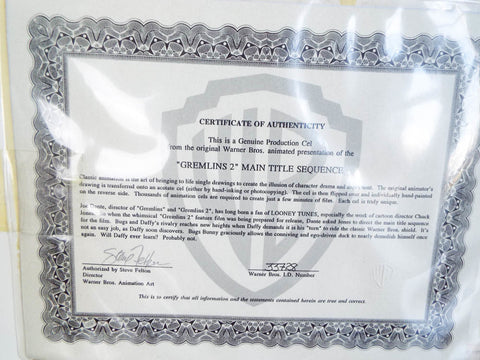 CERTIFICATE OF AUTHENTICITY
This is a Genuine Production Cel
from the original Warner Bros. animated presentation of the
"GREMLINS 2" MAIN TITLE SEQUENCE
Classic animation is the art of bringing to life single drawings to create the illusion of character drama and The original animator's
drawing is transferred onto an acetate cel (either by hand-inking or photocopying). The cel is then flipped over and individually hand-painted
on the reverse side. Thousands of animation cels are created and just for a few minutes of film. Each cel is truly unique.
Joe Dante, director of "Gremlins" and "Gremlins 2", has long been a fan of LOONEY TUNES, especially the work of cartoon director Chuck
Jones. So when the whimsical "Gremlins 2" feature film was being prepared for release, Dante asked Jones to direct the main title sequence
for the film. Bugs and Daffy's rivalry reaches new heights when Daffy demands it is his "turn" to ride the classic Warner Bros. shield. It's
not an easy job, as Daffy soon discovers. Bugs Bunny graciously allows the conniving and ego-driven duck to nearly demolish himself once
again. Will Daffy ever learn? Probably not.
33728
Authorized by Steve Felton
Warner Bros. I.D. Number
Director
Warner Bros. Animation Art
This is to certify that all information and the statements contained herein are true and correct.